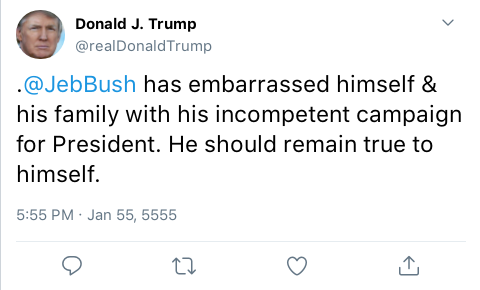 Donald J. Trump
@realDonaldTrump
.@JebBush has embarrassed himself &
his family with his incompetent campaign
for President. He should remain true to
himself.
5:55 PM · Jan 55, 5555